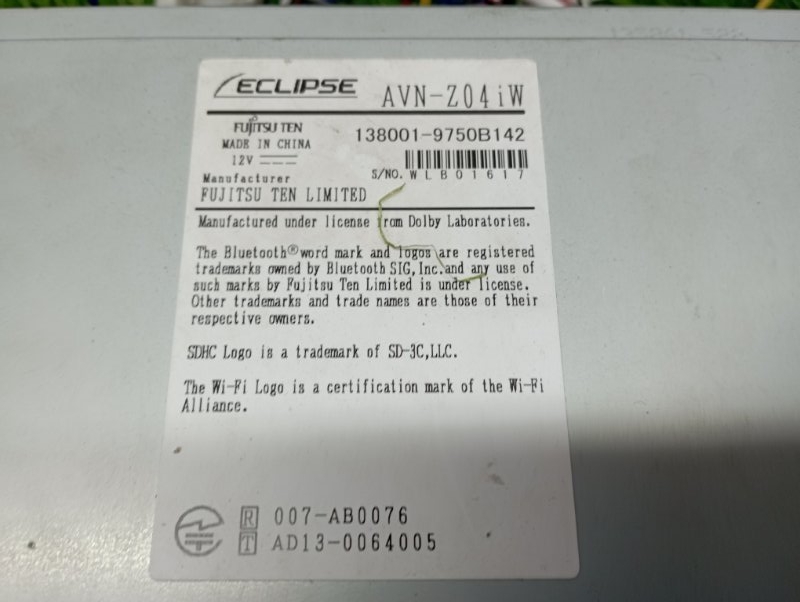 ECLIPSE AVN-Z04iW
FUJITSU TEN
MADE IN CHINA
12V
138001-9750B142
S/NO. WLB01617
Manufacturer
FUJITSU TEN LIMITED
Manufactured under license from Dolby Laboratories.
The Bluetooth® word mark and logos are registered
trademarks owned by Bluetooth SIG, Inc. and any use of
such marks by Fujitsu Ten Limited is under license.
Other trademarks and trade names are those of their
respective owners.
SDHC Logo is a trademark of SD-3C,LLC.
The Wi-Fi Logo is a certification mark of the Wi-Fi
Alliance.
R 007-AB0076
T AD13-0064005